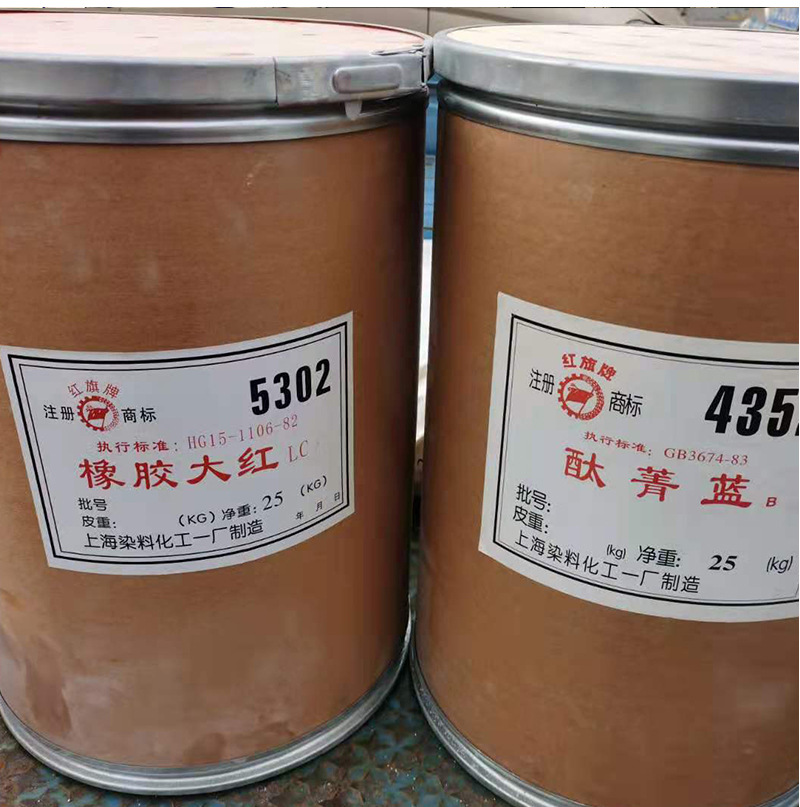 红旗牌
注册 商标
5302
执行标准：HG15-1106-82
橡胶大红 LC
批号
皮重： (KG) 净重：25 (KG)
年 月 日
上海染料化工一厂制造
红旗牌
注册 商标
435
执行标准：GB3674-83
酞菁蓝 B
批号：
皮重： (kg) 净重： 25 (kg)
上海染料化工一厂制造